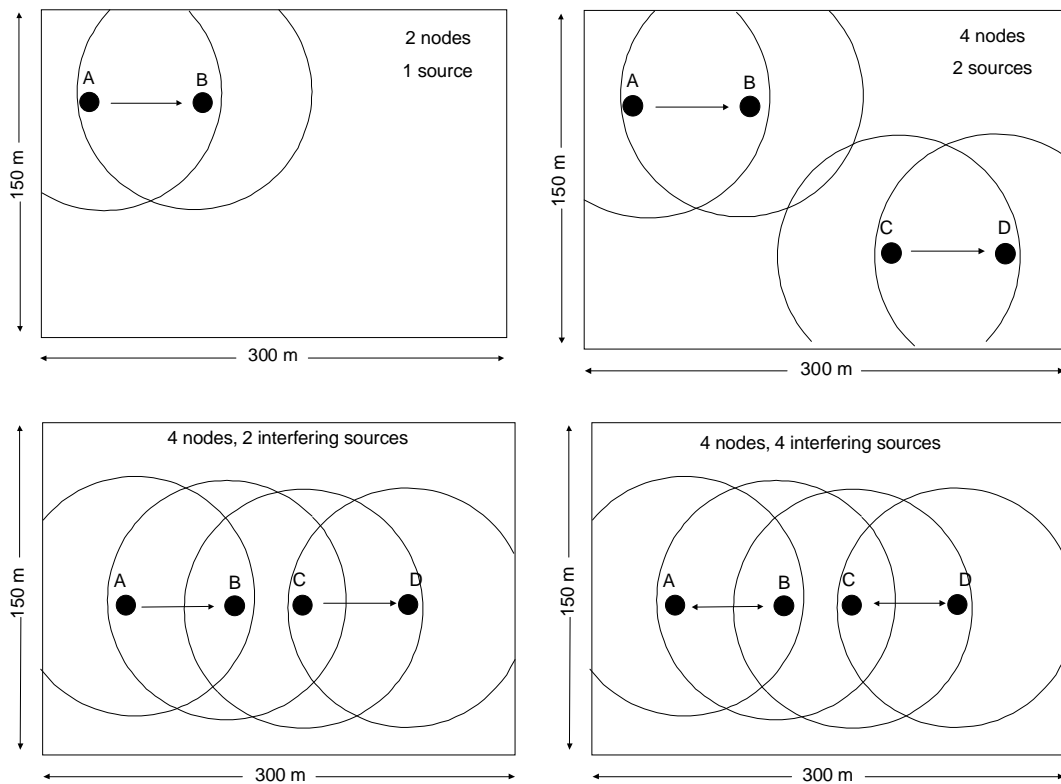 2 nodes
1 source
A
B
150 m
300 m
4 nodes
2 sources
A
B
C
D
150 m
300 m
4 nodes, 2 interfering sources
A
B
C
D
150 m
300 m
4 nodes, 4 interfering sources
A
B
C
D
150 m
300 m